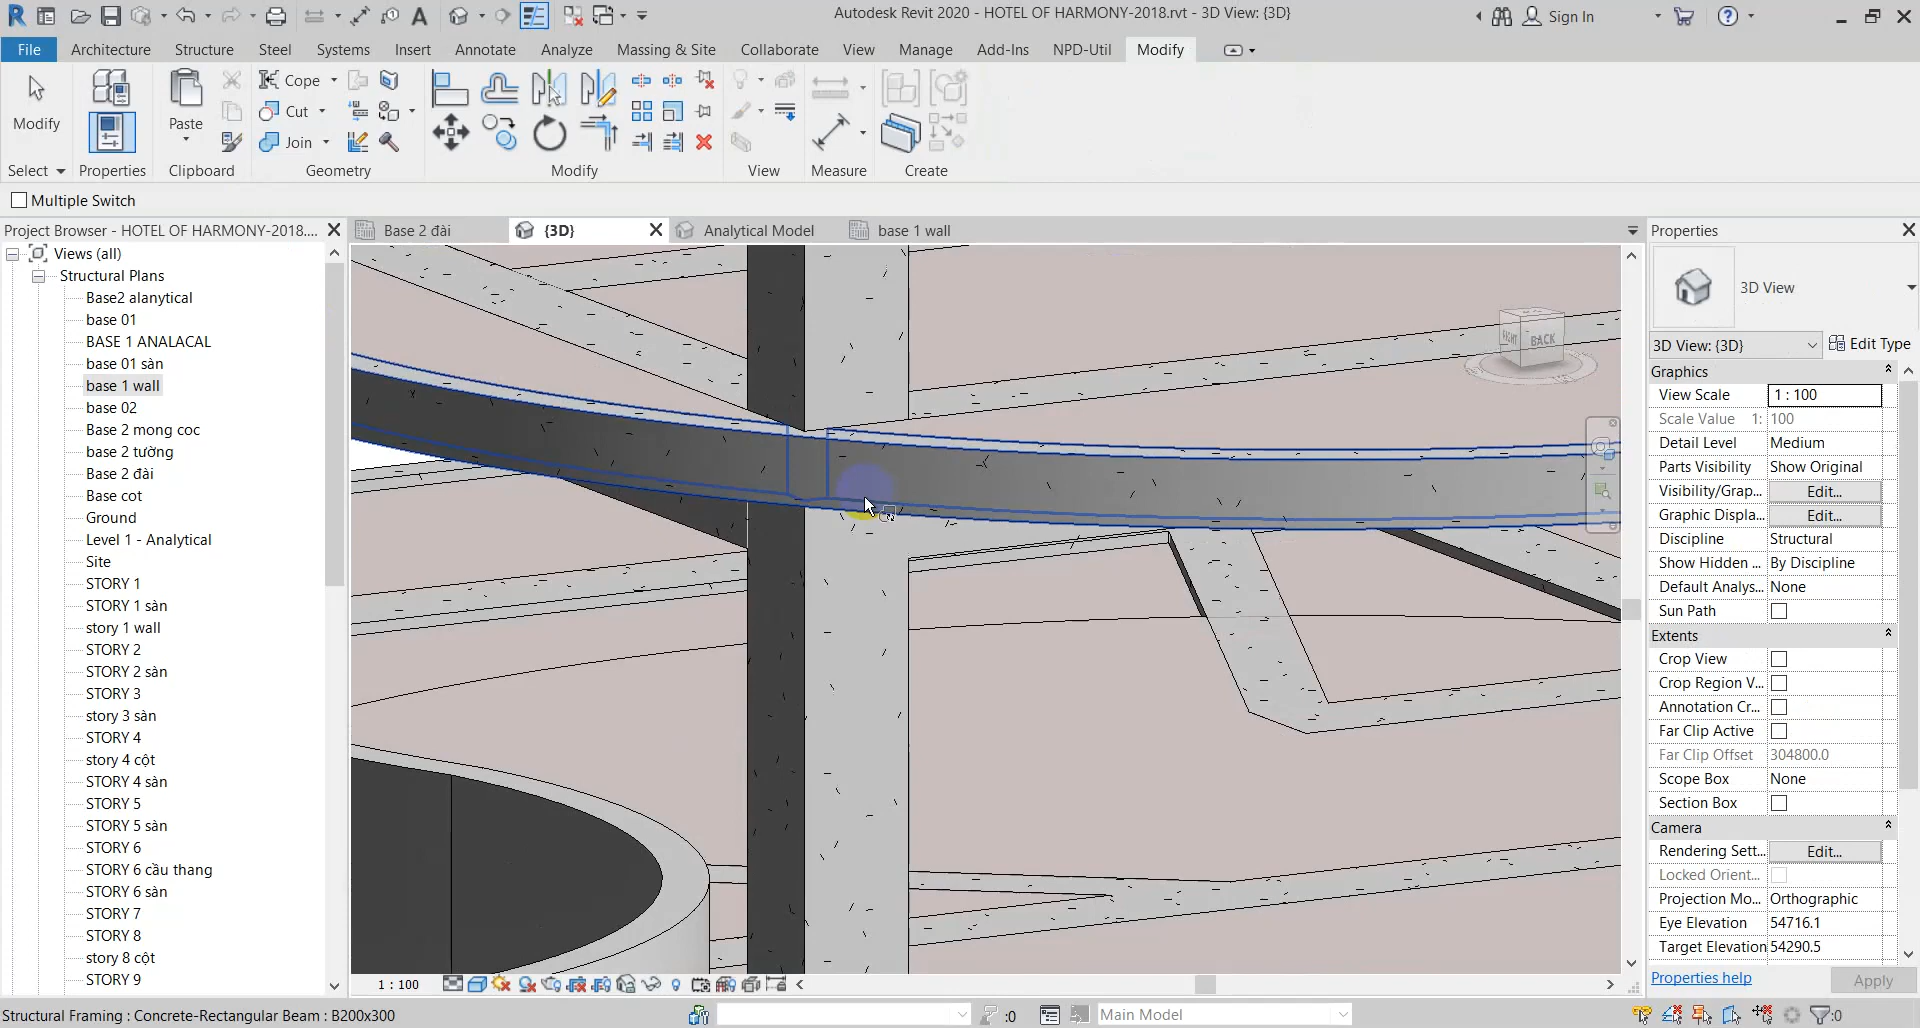 Autodesk Revit 2020 - HOTEL OF HARMONY-2018.rvt - 3D View: {3D}
Sign In
File Architecture Structure Steel Systems Insert Annotate Analyze Massing & Site Collaborate View Manage Add-Ins NPD-Util Modify
Modify
Paste
Cope
Cut
Join
Select Properties Clipboard Geometry Modify View Measure Create
Multiple Switch
Project Browser - HOTEL OF HARMONY-2018....
Base 2 đài
{3D}
Analytical Model
base 1 wall
Properties
Views (all)
Structural Plans
Base2 alanytical
base 01
BASE 1 ANALACAL
base 01 sàn
base 1 wall
base 02
Base 2 mong coc
base 2 tường
Base 2 đài
Base cot
Ground
Level 1 - Analytical
Site
STORY 1
STORY 1 sàn
story 1 wall
STORY 2
STORY 2 sàn
STORY 3
story 3 sàn
STORY 4
story 4 cột
STORY 4 sàn
STORY 5
STORY 5 sàn
STORY 6
STORY 6 cầu thang
STORY 6 sàn
STORY 7
STORY 8
story 8 cột
STORY 9
RIGHT
BACK
3D View
3D View: {3D}
Edit Type
Graphics
View Scale 1 : 100
Scale Value 1: 100
Detail Level Medium
Parts Visibility Show Original
Visibility/Grap... Edit...
Graphic Displa... Edit...
Discipline Structural
Show Hidden ... By Discipline
Default Analys... None
Sun Path
Extents
Crop View
Crop Region V...
Annotation Cr...
Far Clip Active
Far Clip Offset 304800.0
Scope Box None
Section Box
Camera
Rendering Sett... Edit...
Locked Orient...
Projection Mo... Orthographic
Eye Elevation 54716.1
Target Elevation 54290.5
Properties help
Apply
1 : 100
Structural Framing : Concrete-Rectangular Beam : B200x300
:0
Main Model
:0